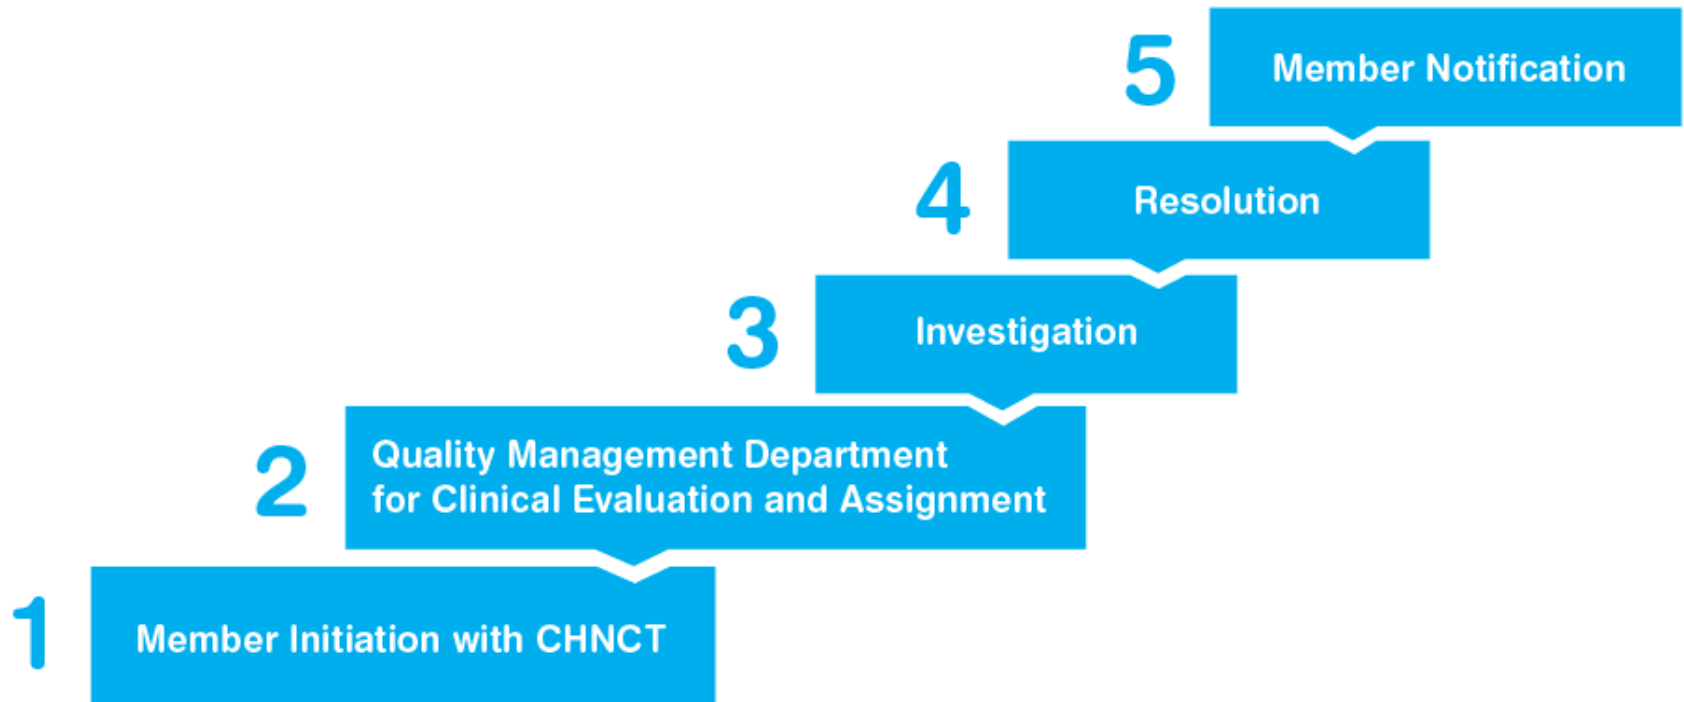 5
Member Notification
4
Resolution
3
Investigation
2
Quality Management Department
for Clinical Evaluation and Assignment
1
Member Initiation with CHNCT